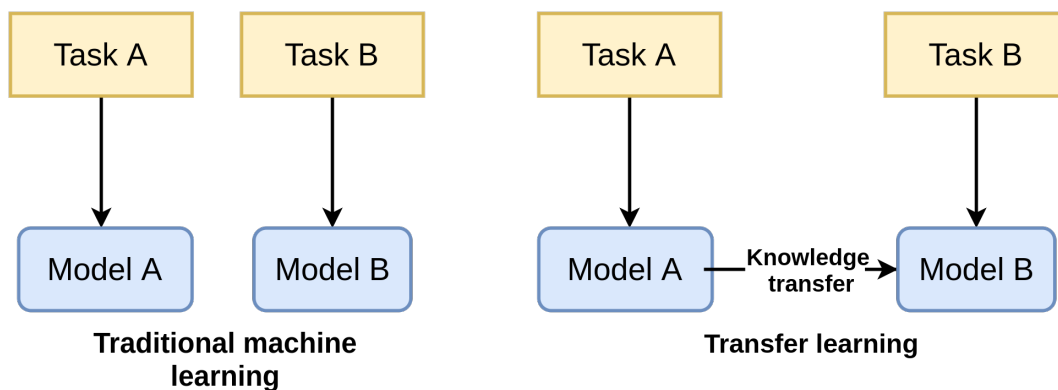 Task A
Task B
Model A
Model B
Traditional machine
learning
Task A
Task B
Model A
Knowledge
transfer
Model B
Transfer learning